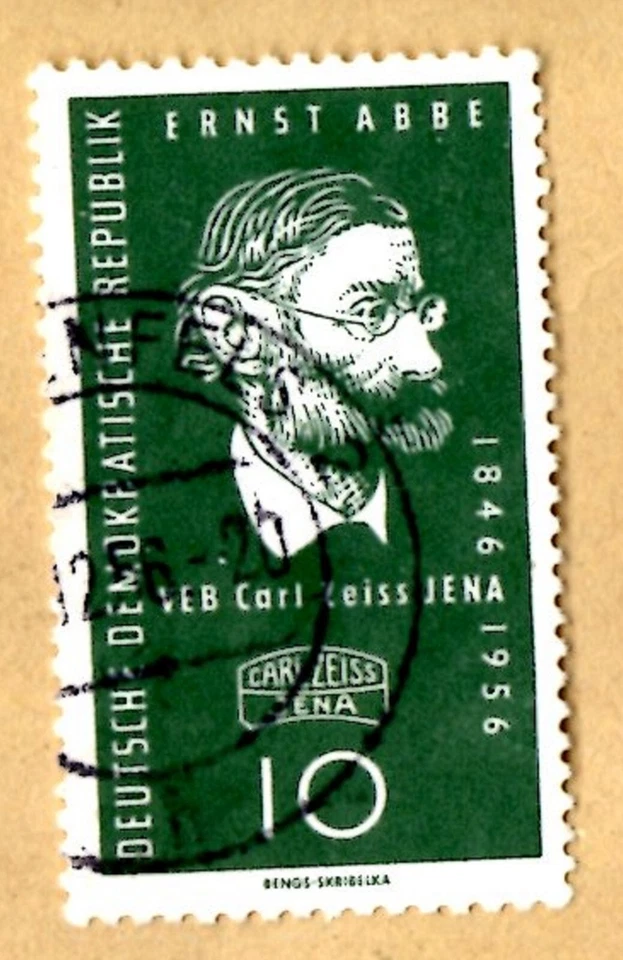 ERNST ABBE
DEUTSCHE DEMOKRATISCHE REPUBLIK
1846 1956
VEB Carl Zeiss JENA
CARL ZEISS
JENA
10
BENGS-SKRIBELKA